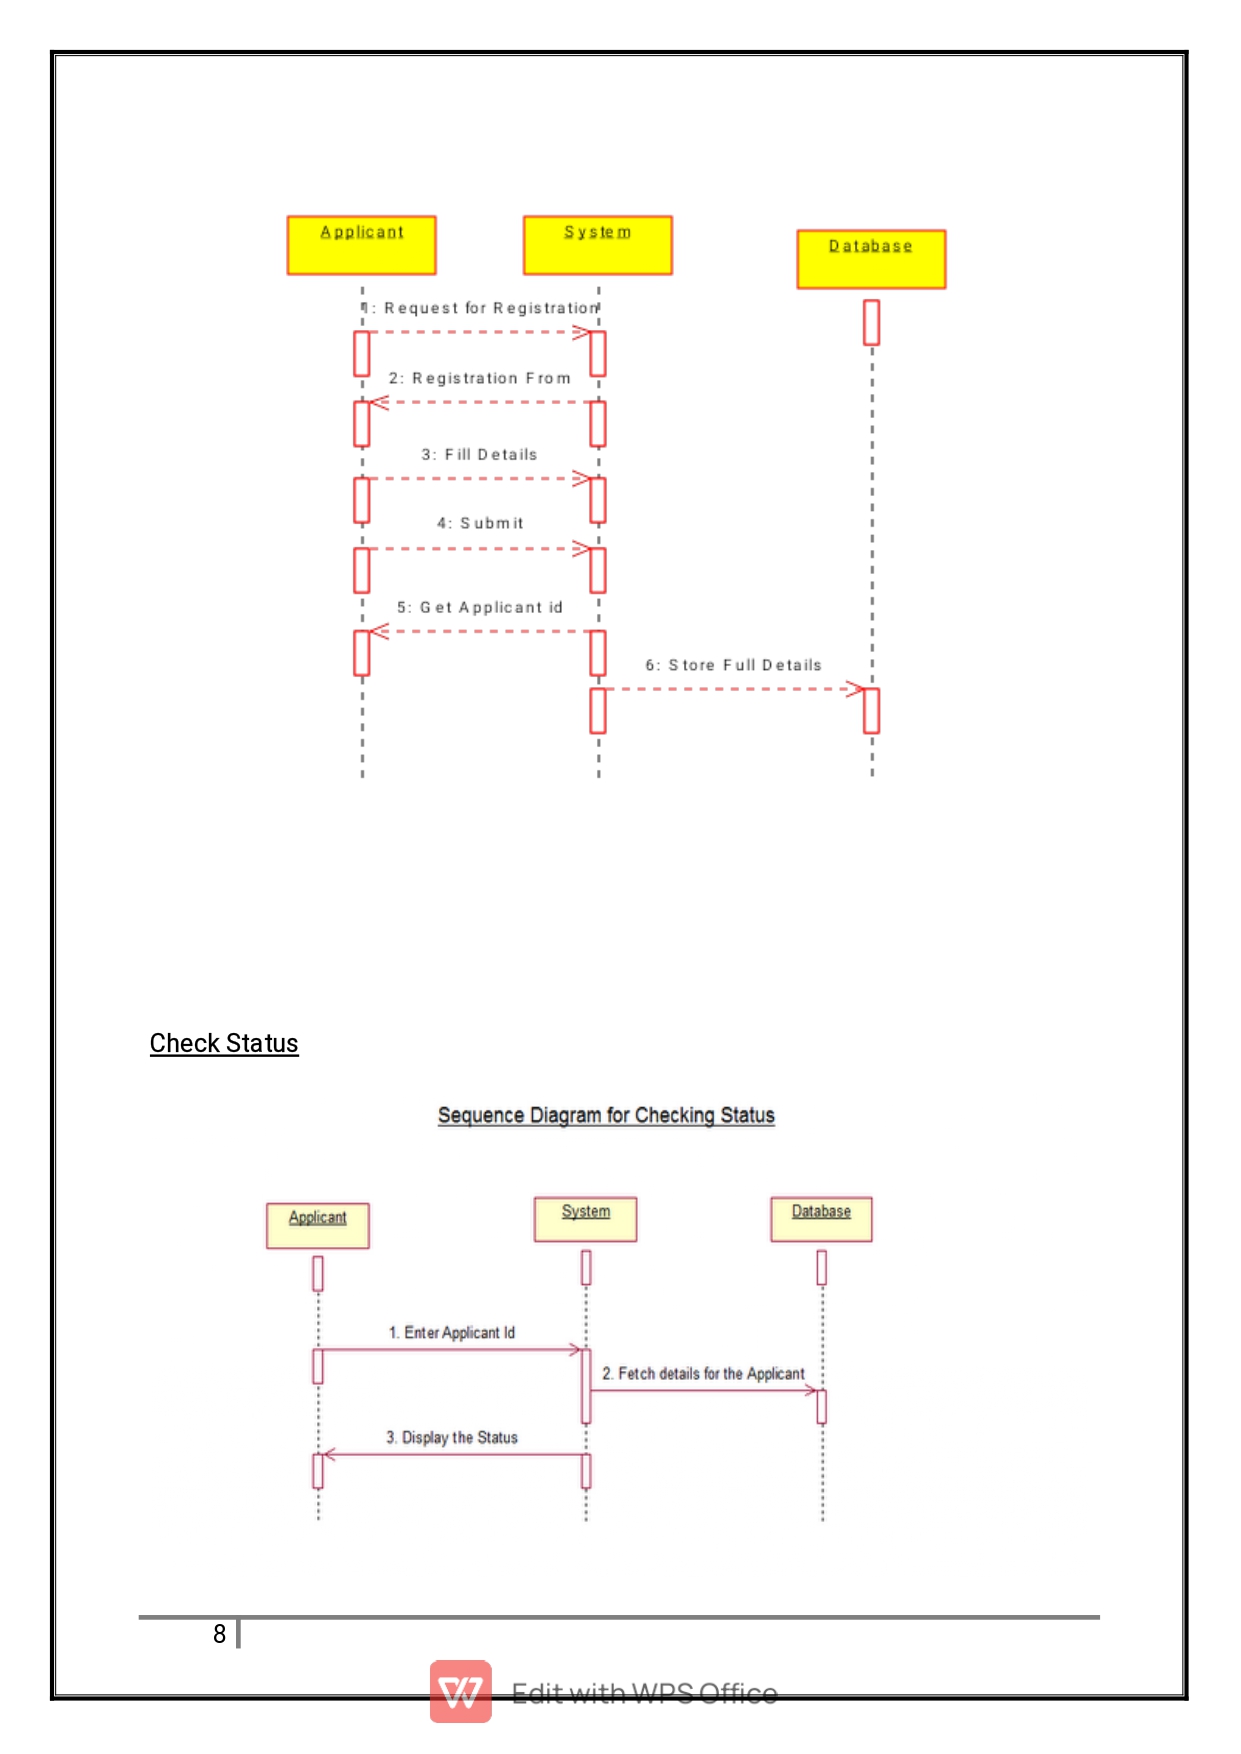 Applicant
System
Database
1: Request for Registration
2: Registration From
3: Fill Details
4: Submit
5: Get Applicant id
6: Store Full Details
Check Status
Sequence Diagram for Checking Status
Applicant
System
Database
1. Enter Applicant Id
2. Fetch details for the Applicant
3. Display the Status
8
Edit with WPS Office